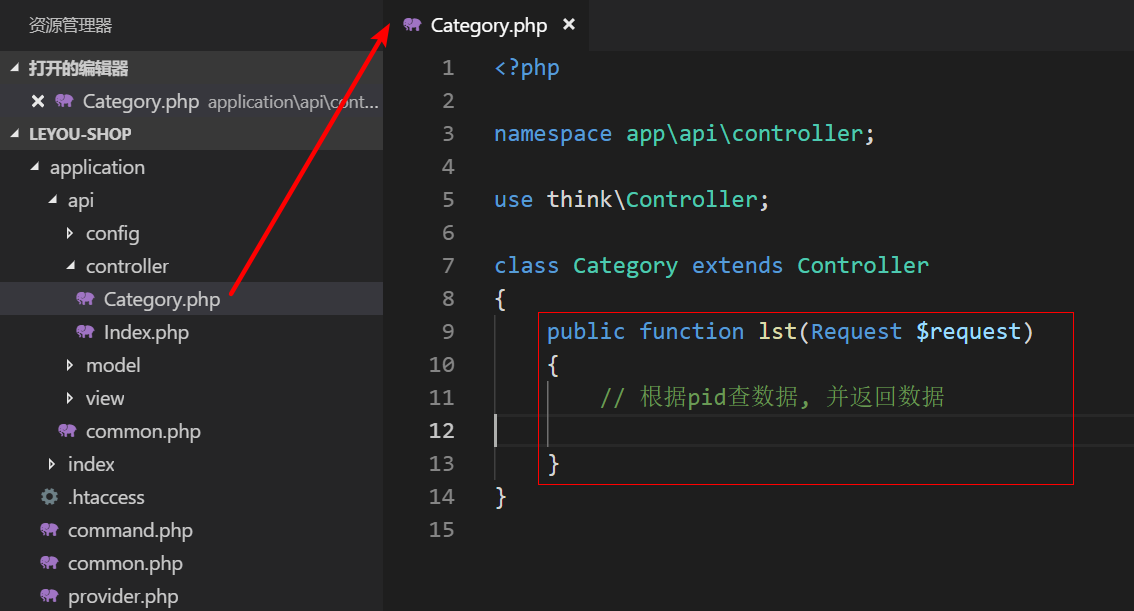 资源管理器
打开的编辑器
Category.php application\api\cont...
LEYOU-SHOP
application
api
config
controller
Category.php
Index.php
model
view
common.php
index
.htaccess
command.php
common.php
provider.php
Category.php
1 <?php
2
3 namespace app\api\controller;
4
5 use think\Controller;
6
7 class Category extends Controller
8 {
9 public function lst(Request $request)
10 {
11 // 根据pid查数据, 并返回数据
12
13 }
14 }
15